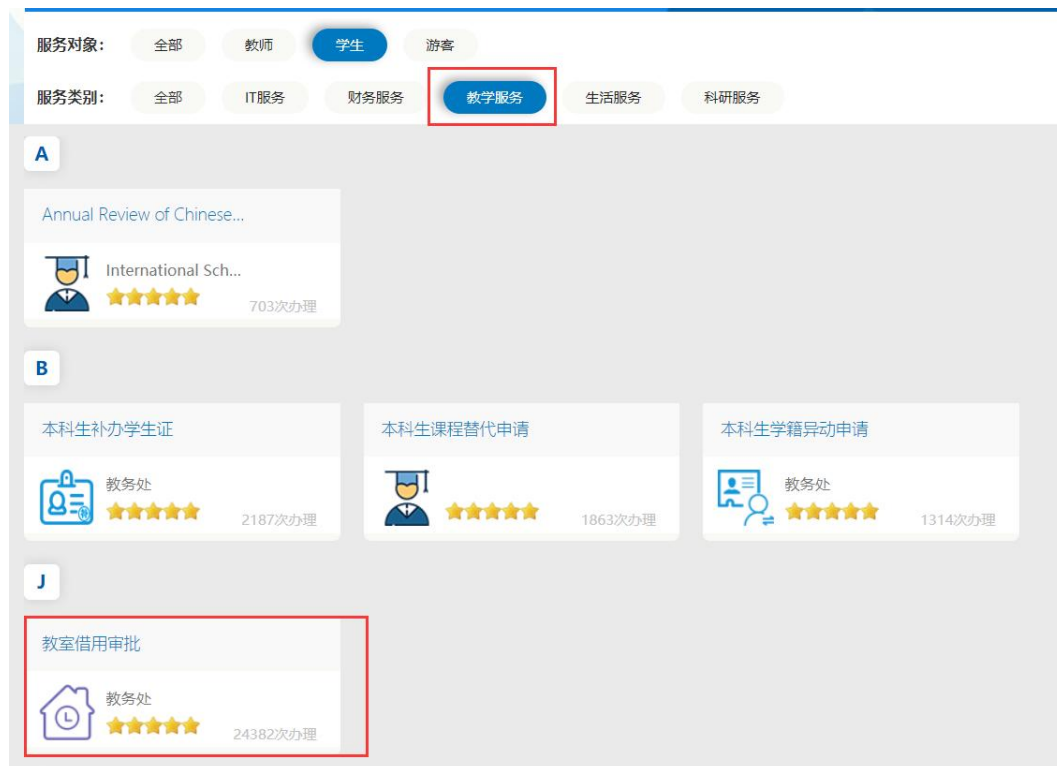 服务对象： 全部 教师 学生 游客
服务类别： 全部 IT服务 财务服务 教学服务 生活服务 科研服务
A
Annual Review of Chinese...
International Sch...
703次办理
B
本科生补办学生证 本科生课程替代申请 本科生学籍异动申请
教务处 教务处
2187次办理 1863次办理 1314次办理
J
教室借用审批
教务处
24382次办理